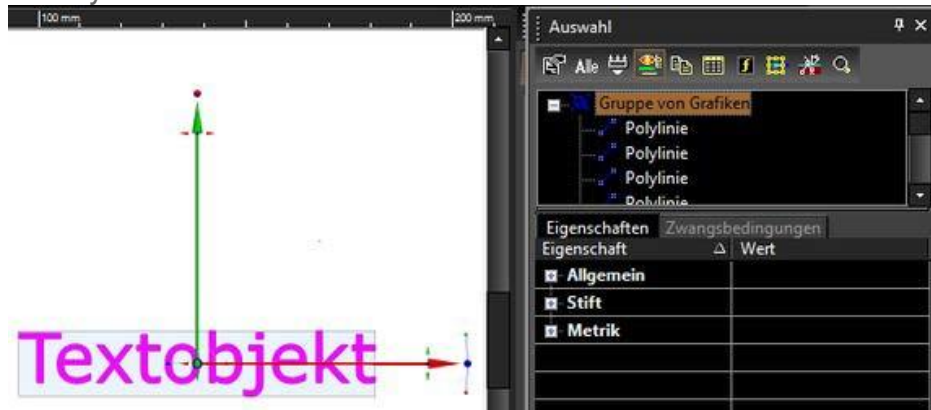 100 mm
200 mm
Auswahl
Alle
Gruppe von Grafiken
Polylinie
Polylinie
Polylinie
Polylinie
Eigenschaften Zwangsbedingungen
Eigenschaft Wert
Allgemein
Stift
Metrik
Textobjekt